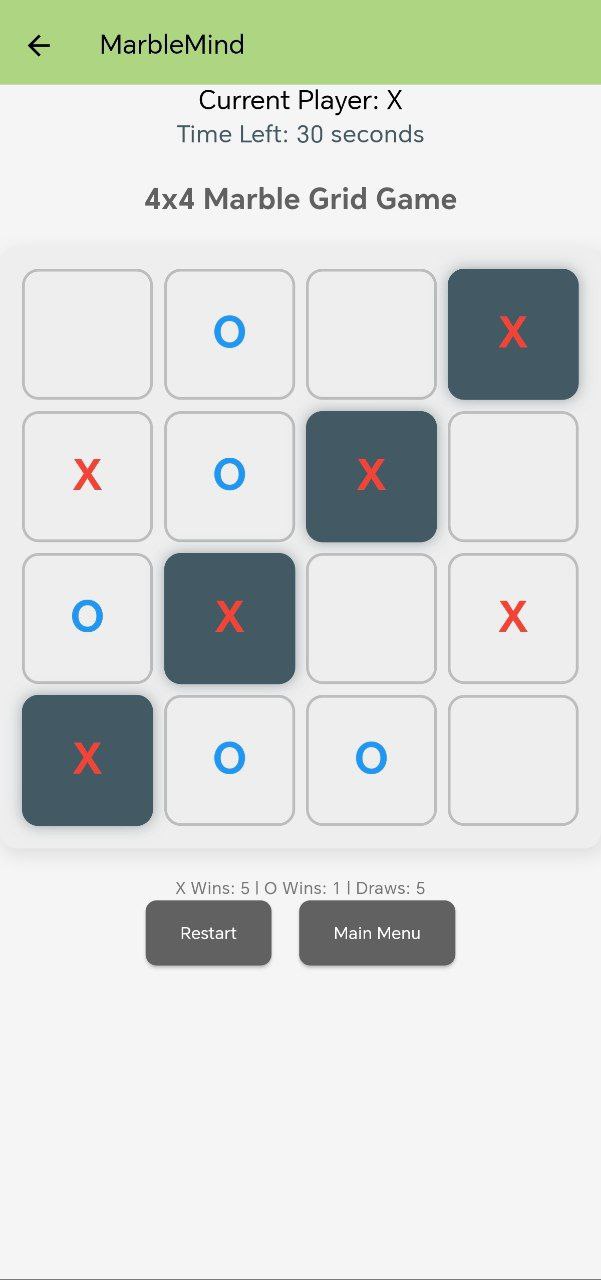 MarbleMind
Current Player: X
Time Left: 30 seconds
4x4 Marble Grid Game
O X
X O X
O X X
X O O
X Wins: 5 | O Wins: 1 | Draws: 5
Restart Main Menu